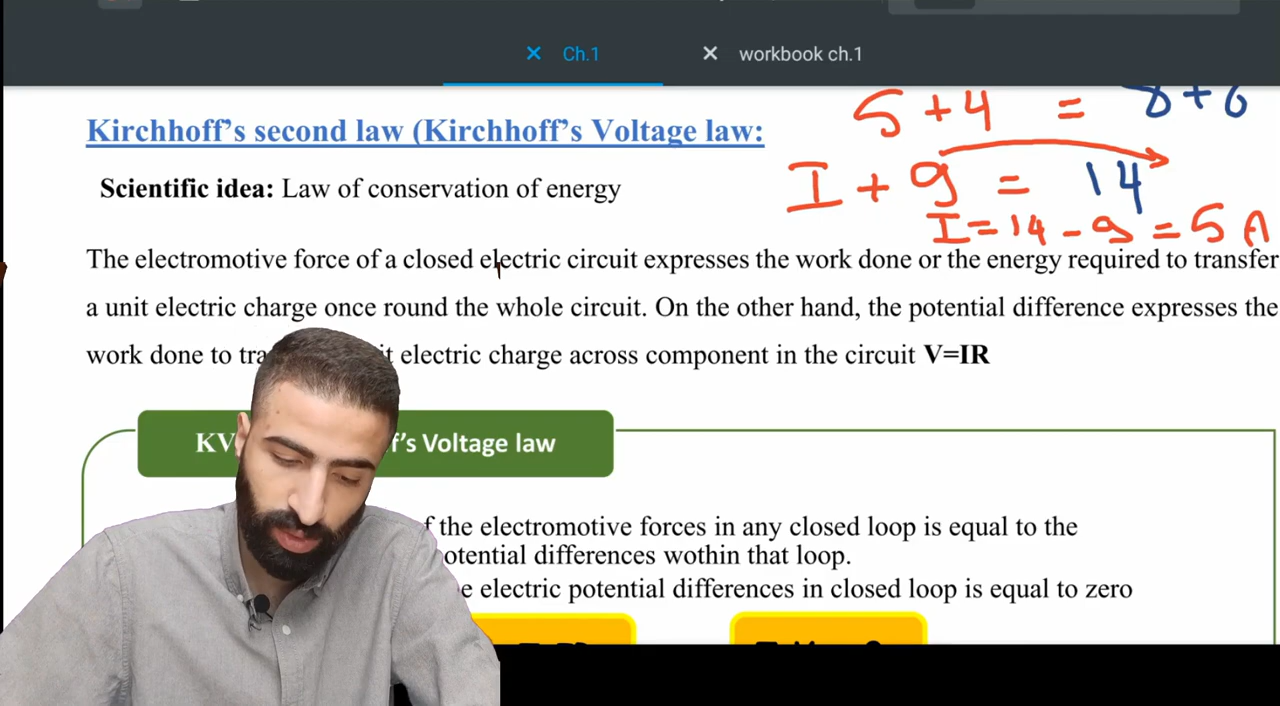 Ch.1
workbook ch.1
5 + 4 = 8 + 6
Kirchhoff's second law (Kirchhoff's Voltage law:
I + 9 = 14
Scientific idea: Law of conservation of energy
I = 14 - 9 = 5 A
The electromotive force of a closed electric circuit expresses the work done or the energy required to transfer
a unit electric charge once round the whole circuit. On the other hand, the potential difference expresses the
work done to electric charge across component in the circuit V=IR
Voltage law
the electromotive forces in any closed loop is equal to the
differences wothin that loop.
electric potential differences in closed loop is equal to zero